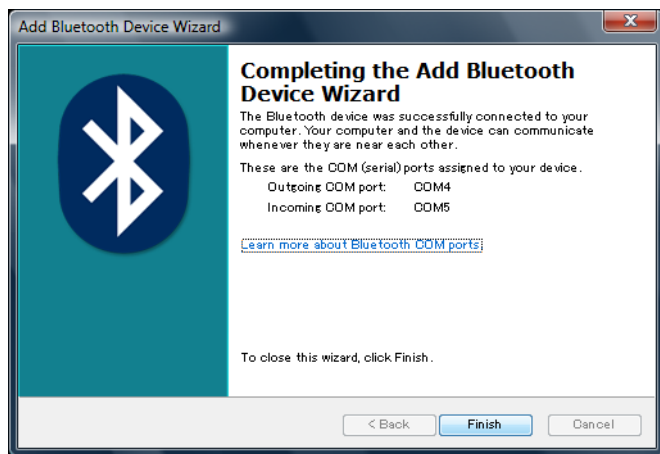 Add Bluetooth Device Wizard
Completing the Add Bluetooth
Device Wizard
The Bluetooth device was successfully connected to your
computer. Your computer and the device can communicate
whenever they are near each other.
These are the COM (serial) ports assigned to your device.
Outgoing COM port: COM4
Incoming COM port: COM5
Learn more about Bluetooth COM ports
To close this wizard, click Finish.
< Back Finish Cancel